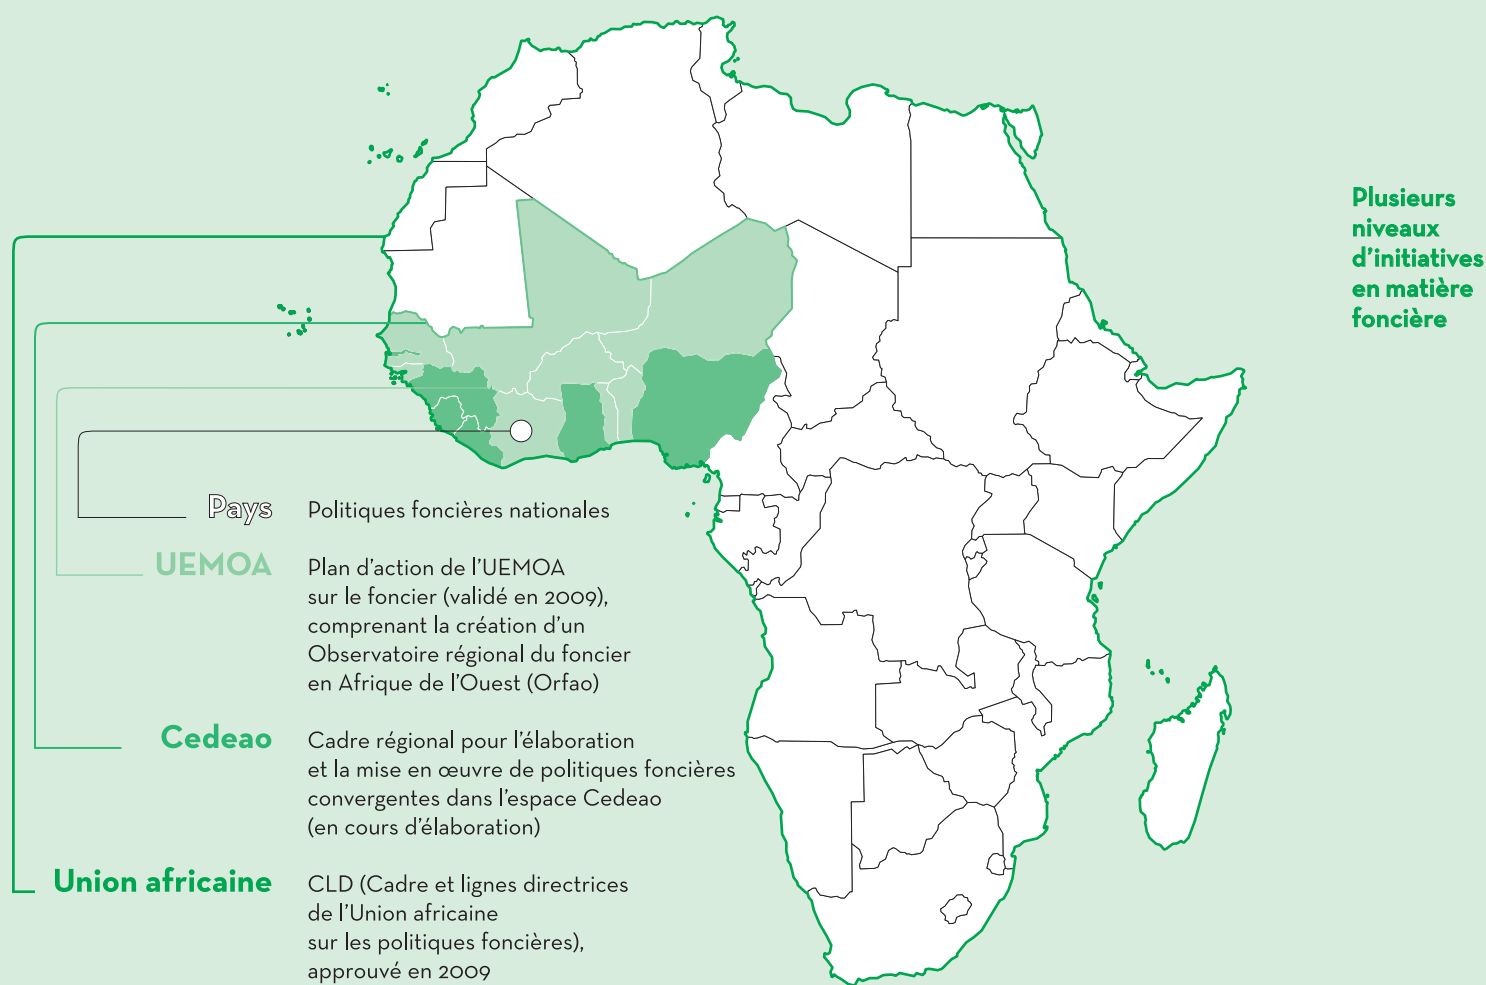 Plusieurs
niveaux
d'initiatives
en matière
foncière
Pays
Politiques foncières nationales
UEMOA
Plan d'action de l'UEMOA
sur le foncier (validé en 2009),
comprenant la création d'un
Observatoire régional du foncier
en Afrique de l'Ouest (Orfao)
Cedeao
Cadre régional pour l'élaboration
et la mise en œuvre de politiques foncières
convergentes dans l'espace Cedeao
(en cours d'élaboration)
Union africaine
CLD (Cadre et lignes directrices
de l'Union africaine
sur les politiques foncières),
approuvé en 2009